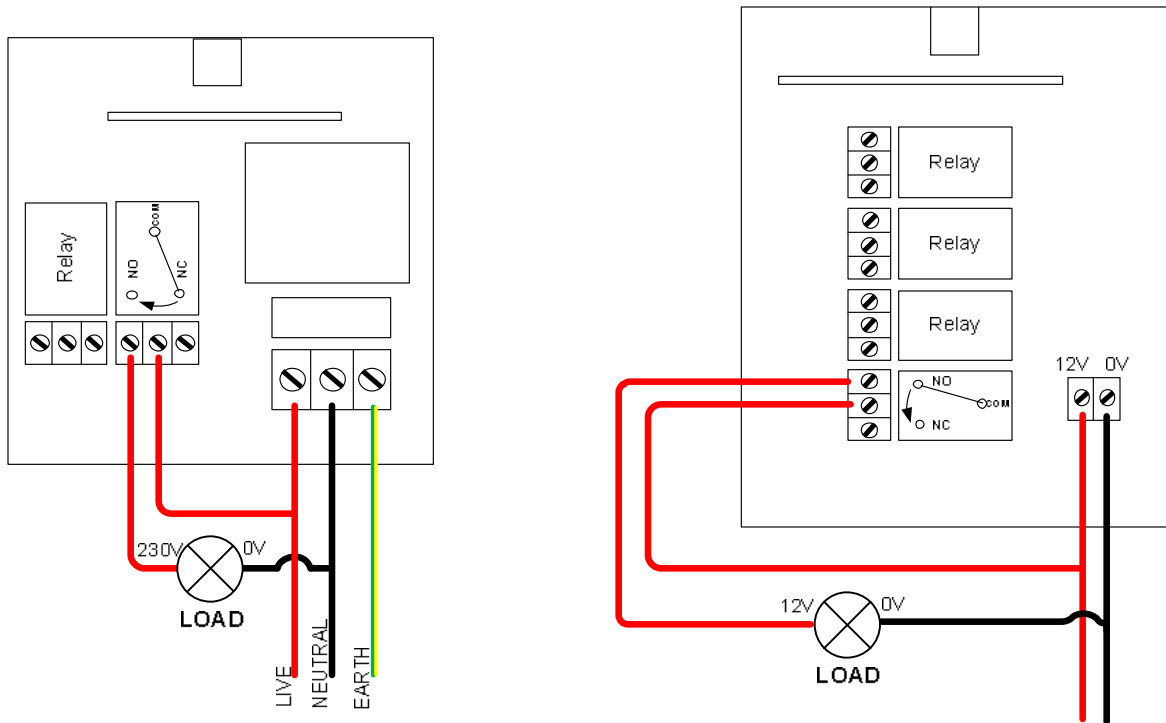 Relay
COM
NO
NC
230V
0V
LOAD
LIVE
NEUTRAL
EARTH
Relay
Relay
Relay
NO
COM
NC
12V
0V
12V
0V
LOAD